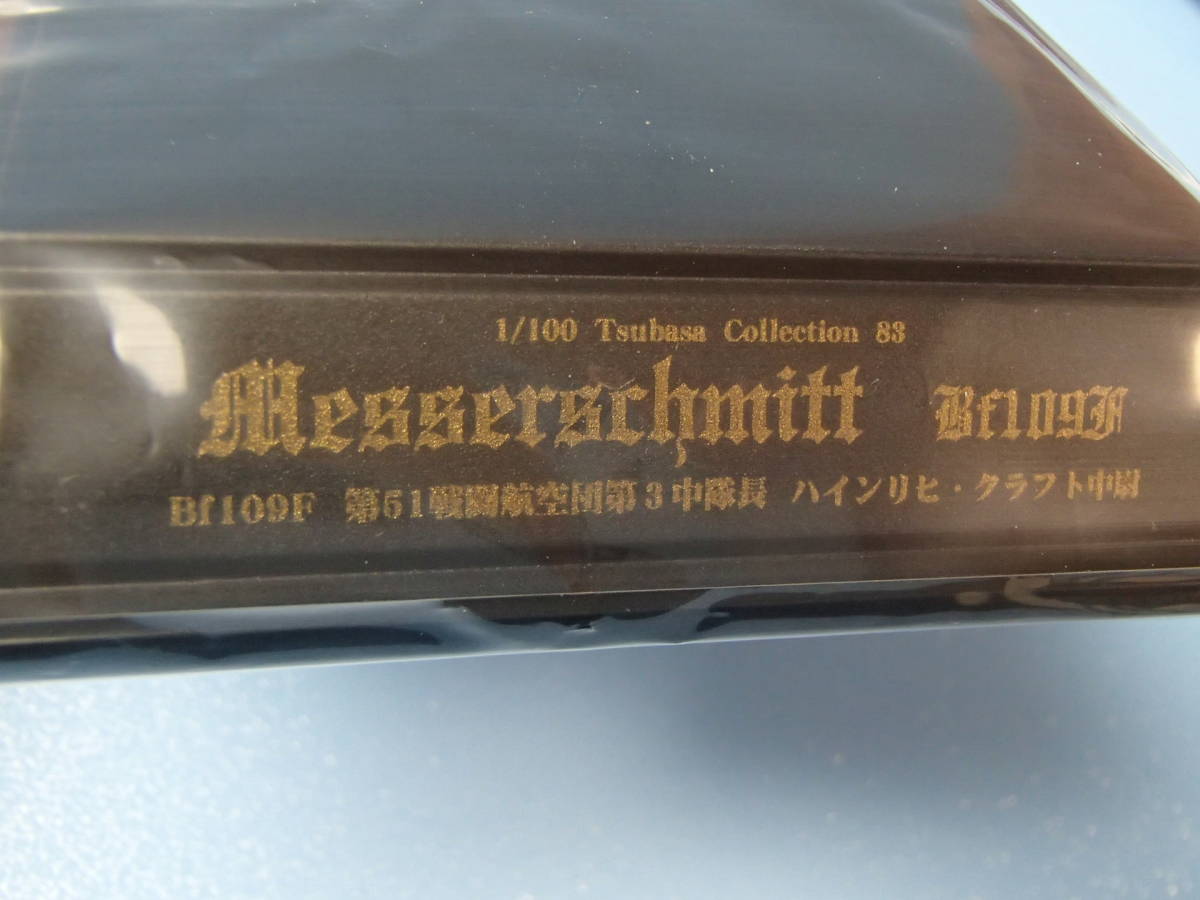 1/100 Tsubasa Collection 83
Messerschmitt Bf109F
Bf109F 第51戦闘航空団第3中隊長 ハインリヒ・クラフト中尉